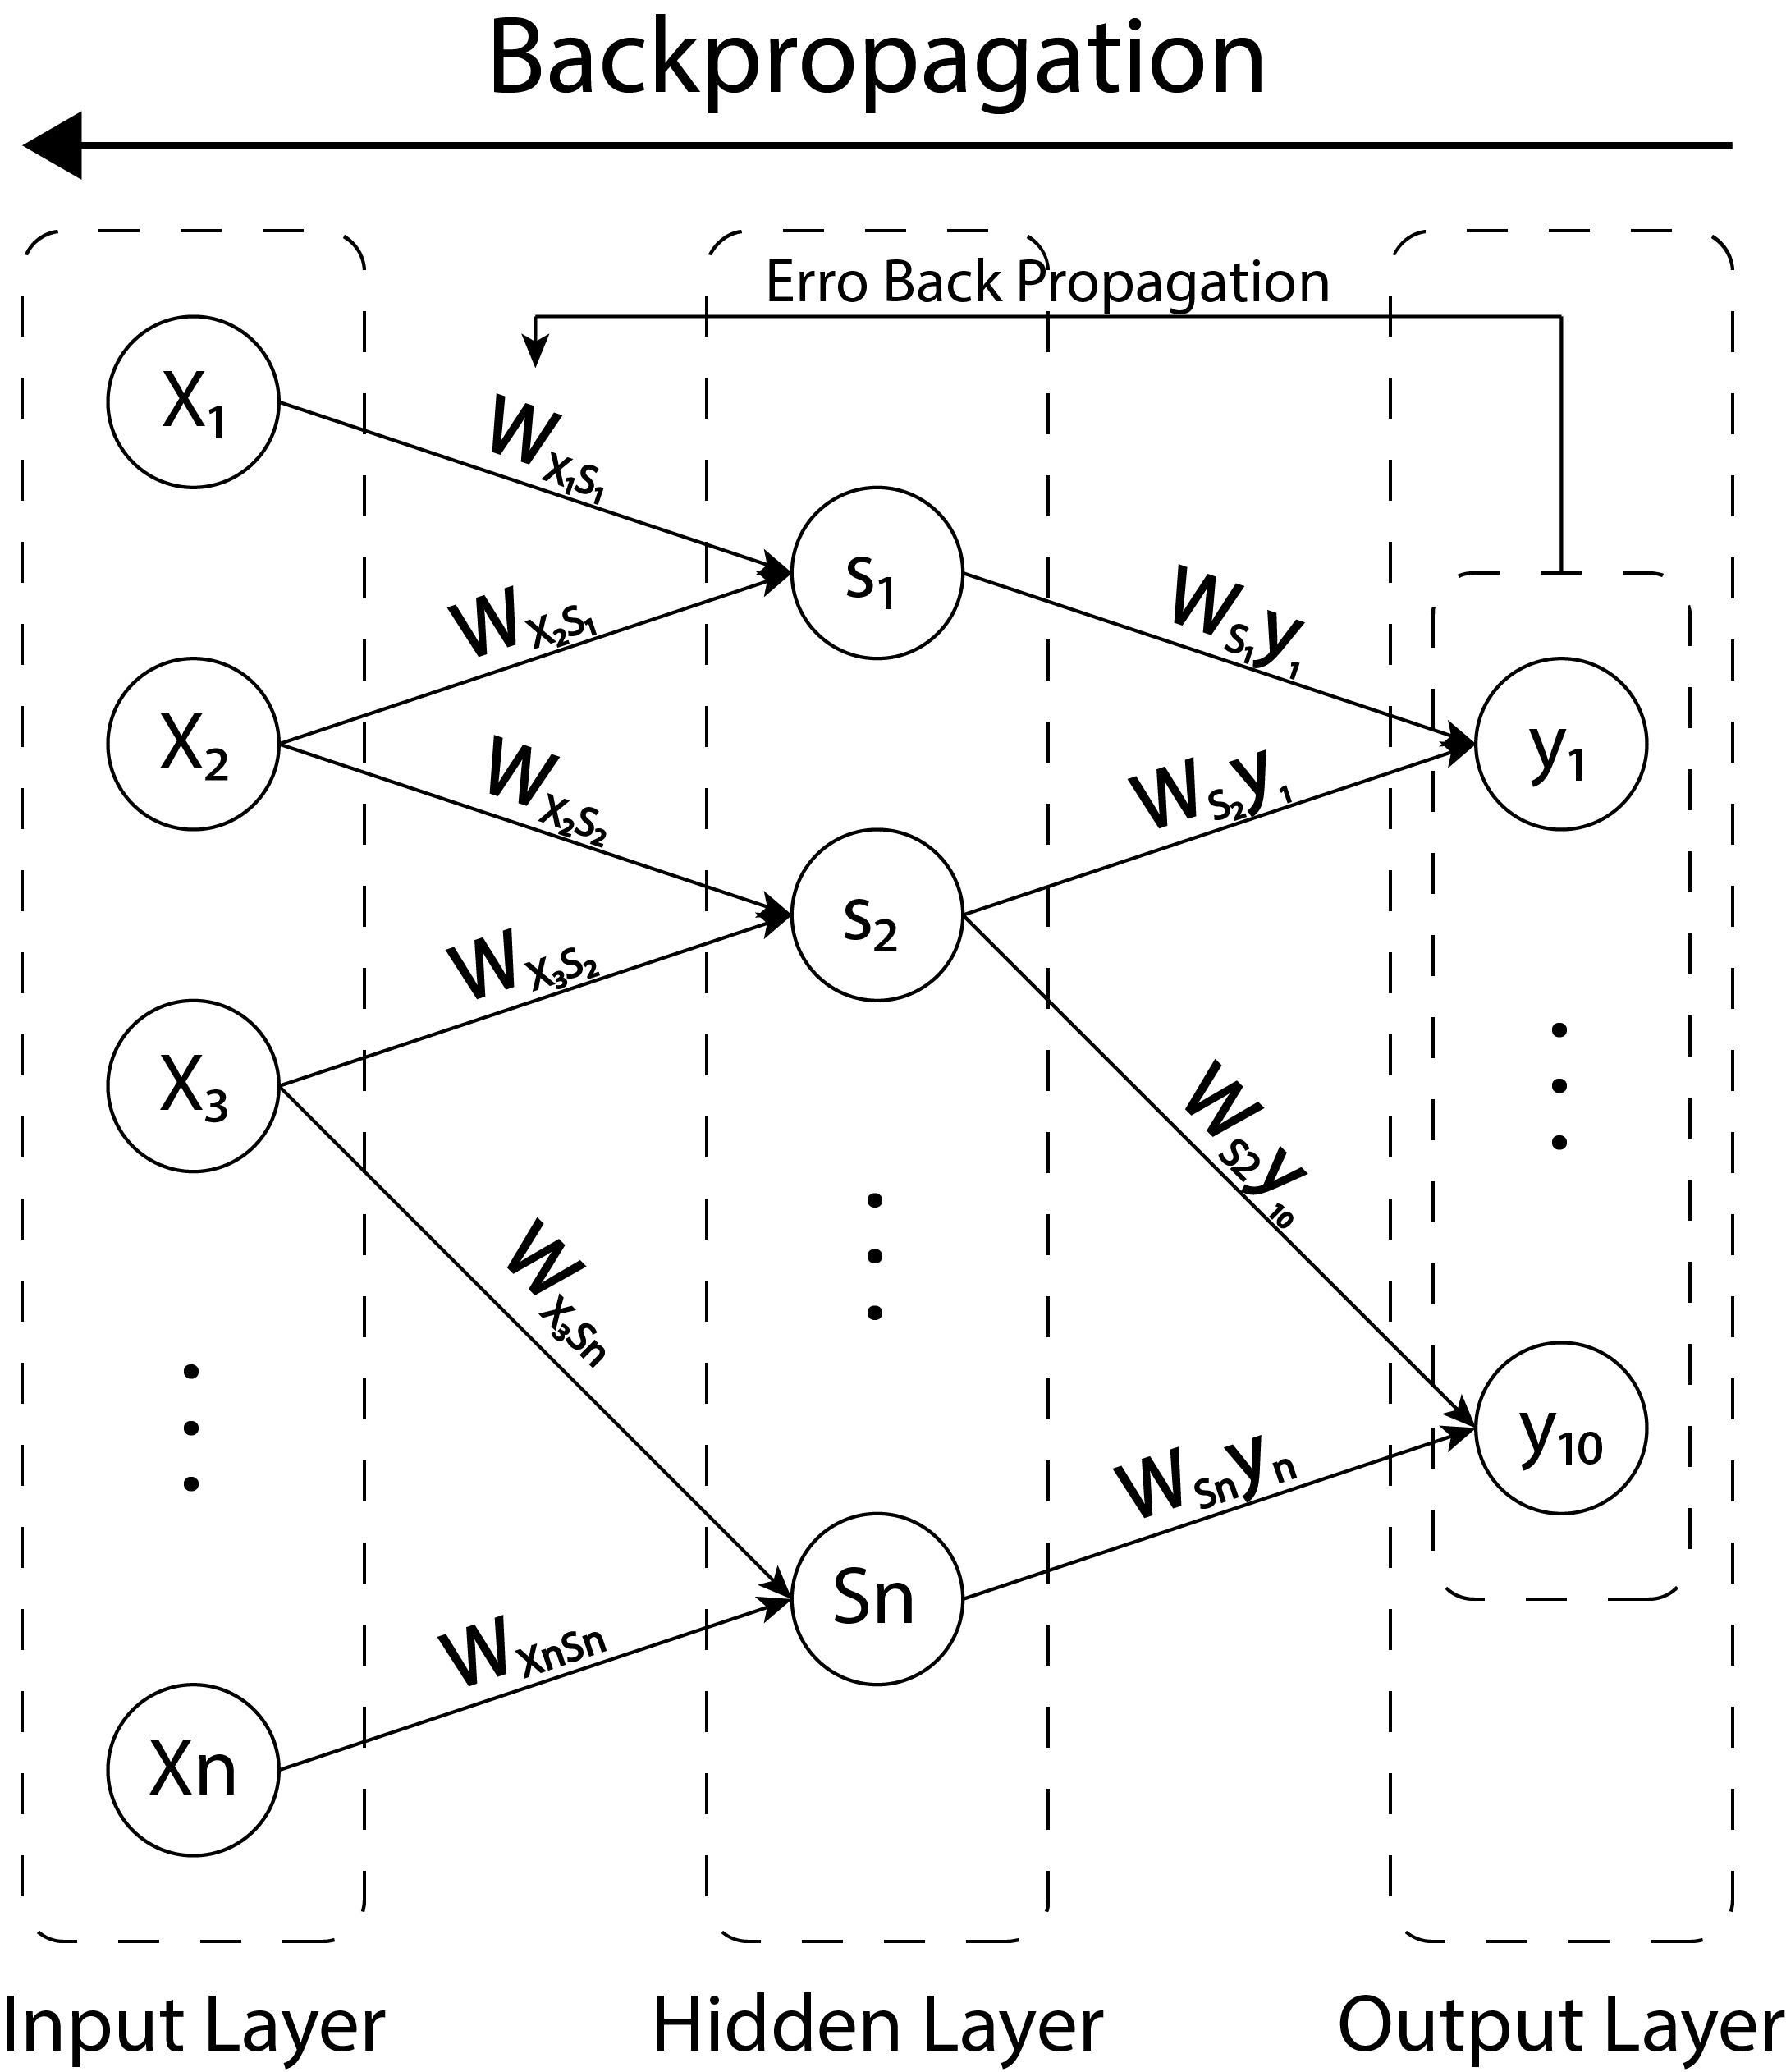 Backpropagation
Erro Back Propagation
X₁
Wx₁s₁
s₁
Wx₂s₁
Ws₁y₁
X₂
Wx₂s₂
y₁
Ws₂y₁
s₂
Wx₃s₂
X₃
Ws2y₁₀
Wx₃Sn
y₁₀
WSnyn
Sn
WxnSn
Xn
Input Layer
Hidden Layer
Output Layer